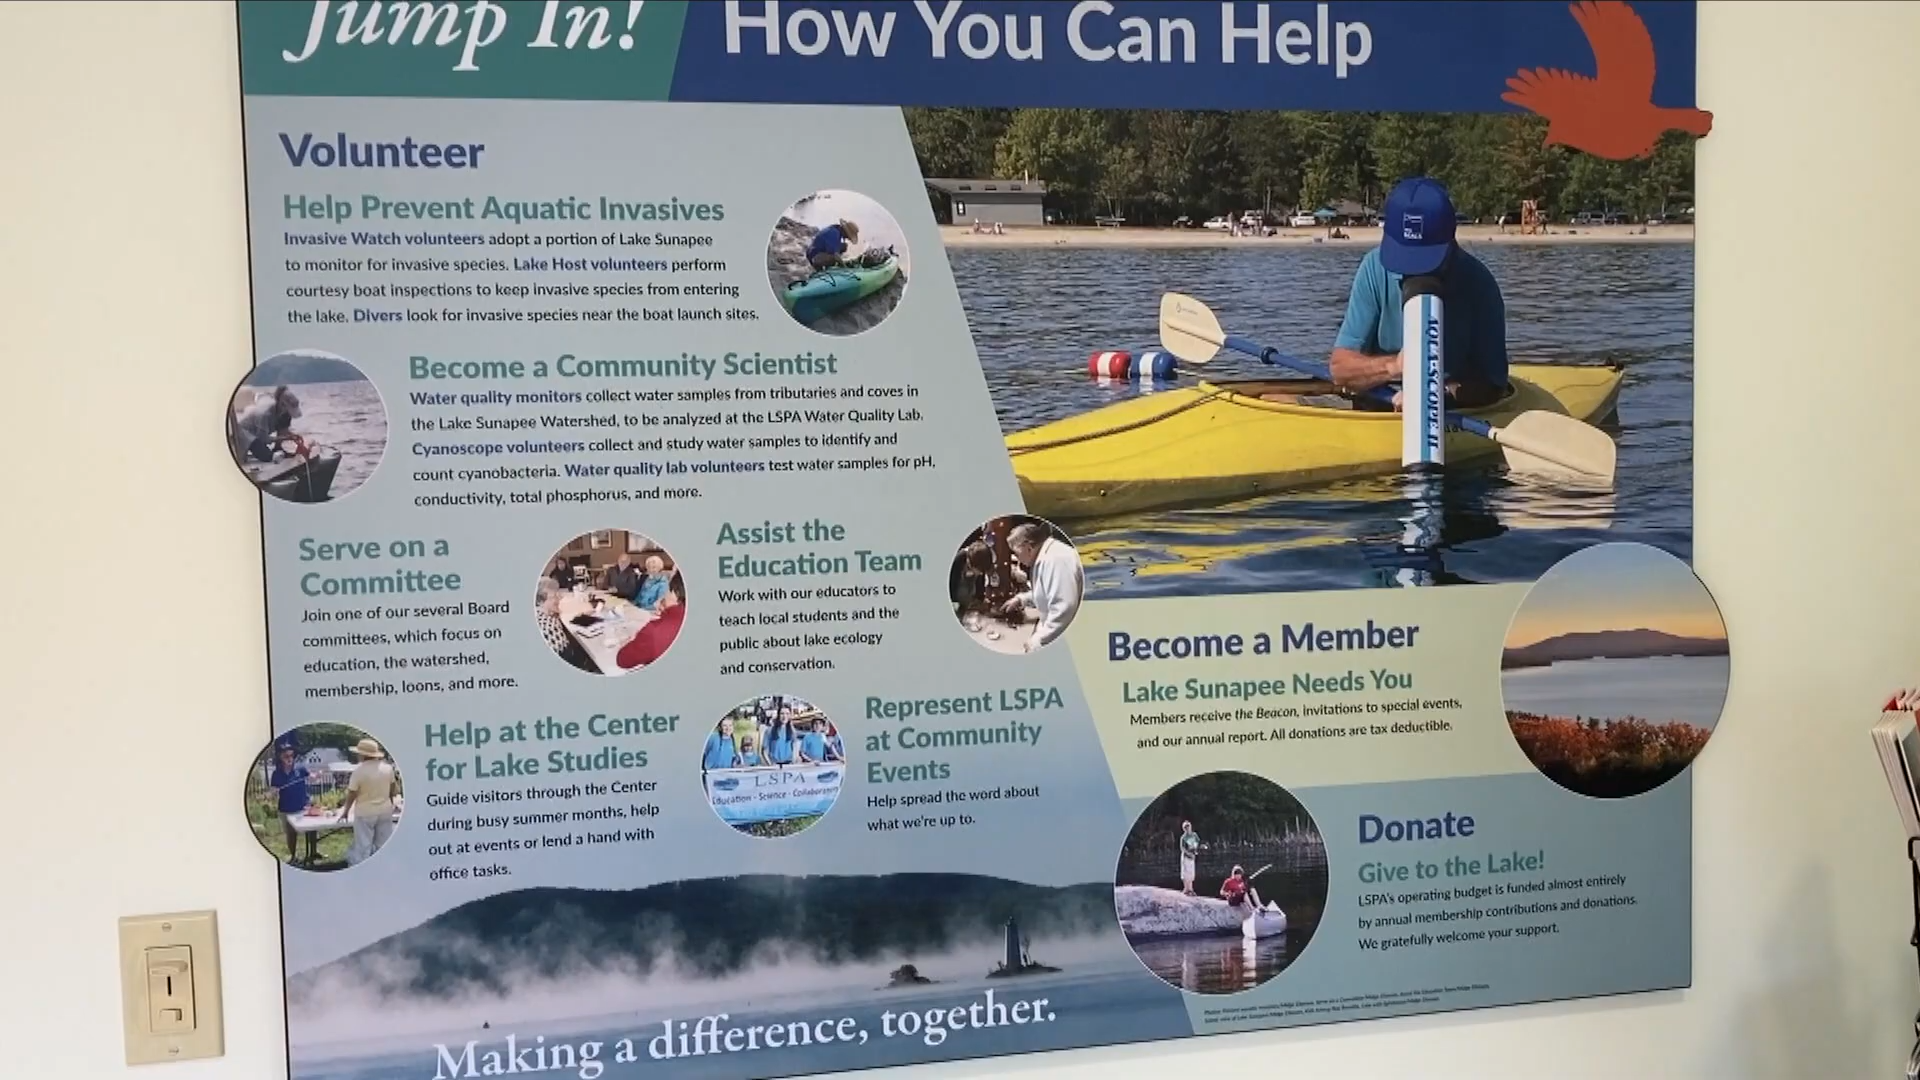 Jump In!
How You Can Help
Volunteer
Help Prevent Aquatic Invasives
Invasive Watch volunteers adopt a portion of Lake Sunapee
to monitor for invasive species. Lake Host volunteers perform
courtesy boat inspections to keep invasive species from entering
the lake. Divers look for invasive species near the boat launch sites.
Become a Community Scientist
Water quality monitors collect water samples from tributaries and coves in
the Lake Sunapee Watershed, to be analyzed at the LSPA Water Quality Lab.
Cyanoscope volunteers collect and study water samples to identify and
count cyanobacteria. Water quality lab volunteers test water samples for pH,
conductivity, total phosphorus, and more.
Serve on a
Committee
Join one of our several Board
committees, which focus on
education, the watershed,
membership, loons, and more.
Assist the
Education Team
Work with our educators to
teach local students and the
public about lake ecology
and conservation.
Help at the Center
for Lake Studies
Guide visitors through the Center
during busy summer months, help
out at events or lend a hand with
office tasks.
LSPA
Education - Science - Collaboration
Represent LSPA
at Community
Events
Help spread the word about
what we're up to.
AQUA-SCOPE II
Become a Member
Lake Sunapee Needs You
Members receive the Beacon, invitations to special events,
and our annual report. All donations are tax deductible.
Donate
Give to the Lake!
LSPA's operating budget is funded almost entirely
by annual membership contributions and donations.
We gratefully welcome your support.
Making a difference, together.